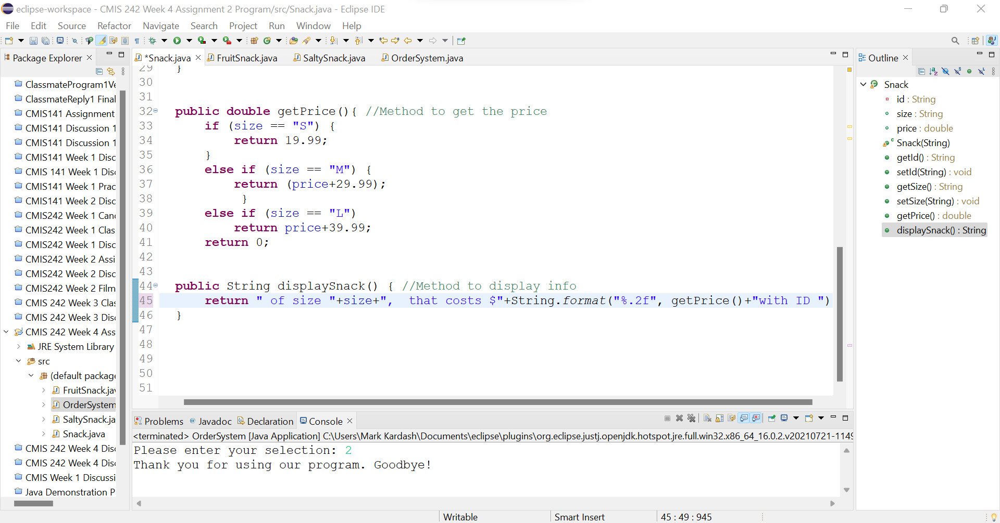 eclipse-workspace - CMIS 242 Week 4 Assignment 2 Program/src/Snack.java - Eclipse IDE
File Edit Source Refactor Navigate Search Project Run Window Help
Package Explorer
ClassmateProgram1Ve
ClassmateReply1 Final
CMIS141 Assignment
CMIS141 Discussion 1
CMIS141 Discussion 1
CMIS141 Week 1 Disc
CMIS 141 Week 1 Disc
CMIS141 Week 1 Prac
CMIS141 Week 2 Disc
CMIS242 Week 1 Canc
CMIS242 Week 1 Clas
CMIS242 Week 1 Disc
CMIS242 Week 2 Assi
CMIS242 Week 2 Disc
CMIS242 Week 2 Film
CMIS 242 Week 3 Clas
CMIS 242 Week 3 Disc
CMIS 242 Week 4 Ass
JRE System Library
src
(default package
FruitSnack.jav
OrderSystem
SaltySnack.ja
Snack.java
CMIS 242 Week 4 Disc
CMIS 242 Week 4 Disc
CMIS Week 1 Discussi
Java Demonstration P
*Snack.java FruitSnack.java SaltySnack.java OrderSystem.java
29 }
30
31
32 public double getPrice(){ //Method to get the price
33 if (size == "S") {
34 return 19.99;
35 }
36 else if (size == "M") {
37 return (price+29.99);
38 }
39 else if (size == "L")
40 return price+39.99;
41 return 0;
42
43
44 public String displaySnack() { //Method to display info
45 return " of size "+size+",  that costs $"+String.format("%.2f", getPrice()+"with ID ")
46 }
47
48
49
50
51
Outline
Snack
id : String
size : String
price : double
Snack(String)
getId() : String
setId(String) : void
getSize() : String
setSize(String) : void
getPrice() : double
displaySnack() : String
Problems Javadoc Declaration Console
<terminated> OrderSystem [Java Application] C:\Users\Mark Kardash\Documents\eclipse\plugins\org.eclipse.justj.openjdk.hotspot.jre.full.win32.x86_64_16.0.2.v20210721-1149
Please enter your selection: 2
Thank you for using our program. Goodbye!
Writable Smart Insert 45 : 49 : 945